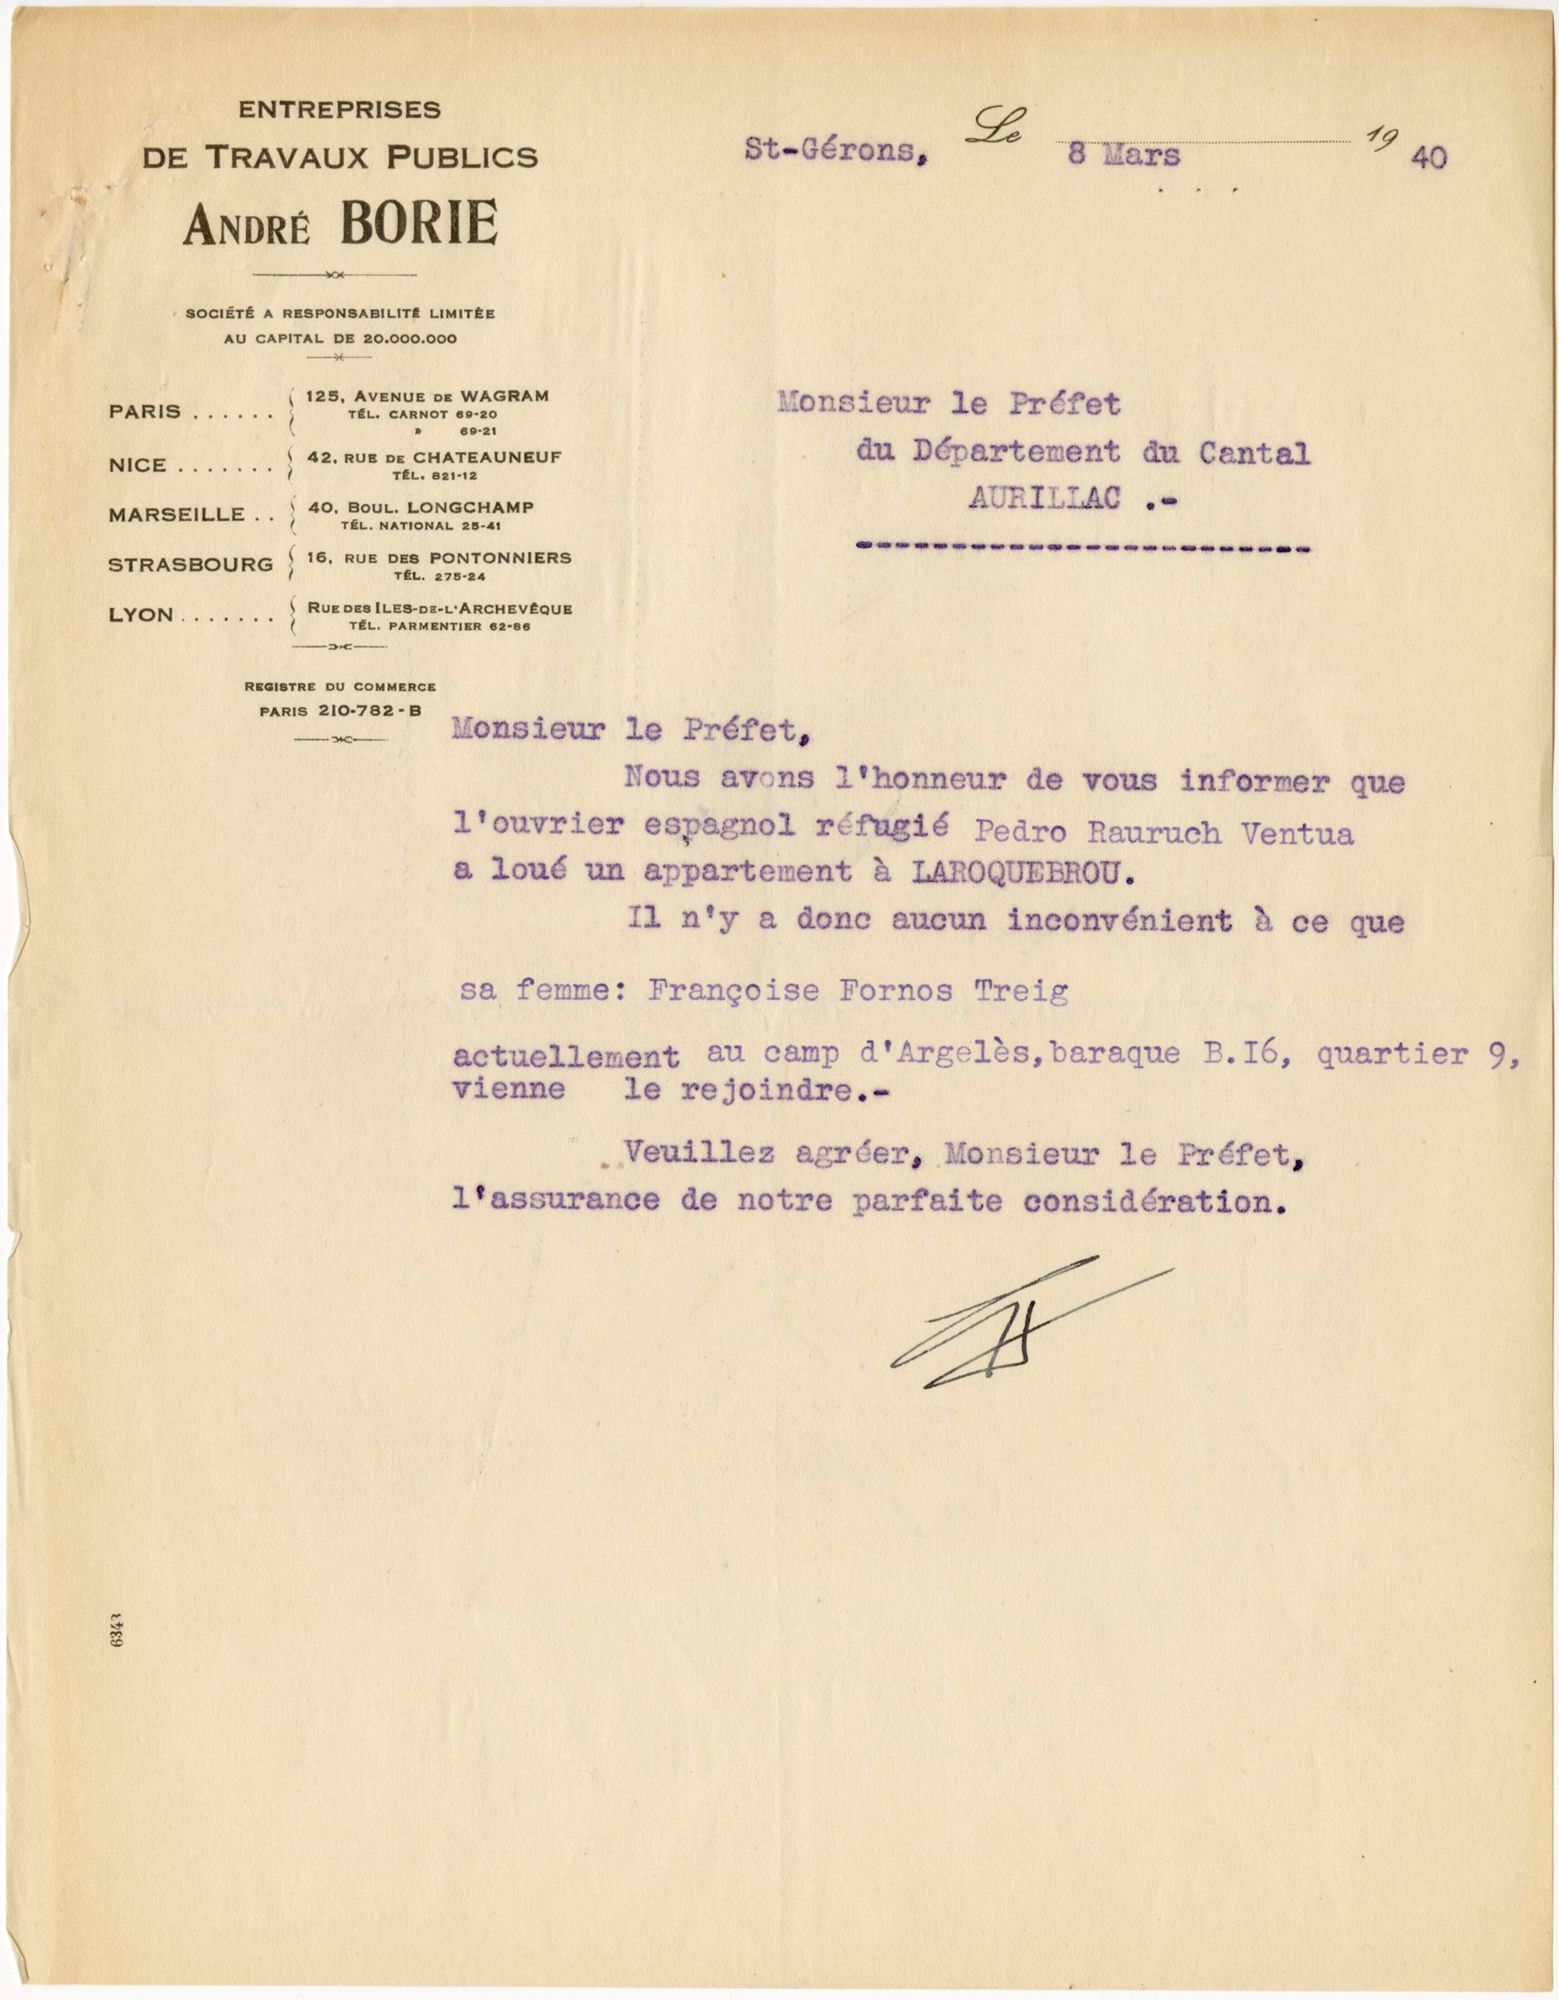 ENTREPRISES
DE TRAVAUX PUBLICS
ANDRÉ BORIE
SOCIÉTÉ A RESPONSABILITÉ LIMITÉE
AU CAPITAL DE 20.000.000
PARIS ...... 125, AVENUE DE WAGRAM
TÉL. CARNOT 69-20
» 69-21
NICE ....... 42, RUE DE CHATEAUNEUF
TÉL. 821-12
MARSEILLE .. 40, BOUL. LONGCHAMP
TÉL. NATIONAL 25-41
STRASBOURG 16, RUE DES PONTONNIERS
TÉL. 275-24
LYON ....... RUE DES ILES-DE-L'ARCHEVÊQUE
TÉL. PARMENTIER 62-86
REGISTRE DU COMMERCE
PARIS 210-782-B
St-Gérons, Le 8 Mars 19 40
Monsieur le Préfet
du Département du Cantal
AURILLAC .-
------------------------
Monsieur le Préfet,
Nous avons l'honneur de vous informer que
l'ouvrier espagnol réfugié Pedro Rauruch Ventua
a loué un appartement à LAROQUEBROU.
Il n'y a donc aucun inconvénient à ce que
sa femme: Françoise Fornos Treig
actuellement au camp d'Argelès,baraque B.I6, quartier 9,
vienne le rejoindre.-
Veuillez agréer, Monsieur le Préfet,
l'assurance de notre parfaite considération.
6343